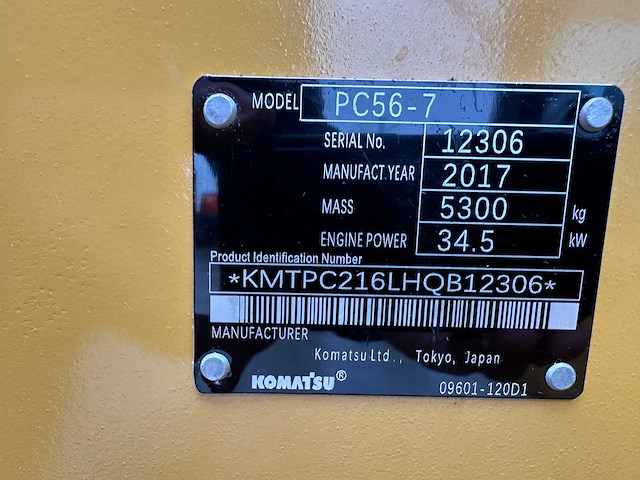 MODEL PC56-7
SERIAL No. 12306
MANUFACT.YEAR 2017
MASS 5300 kg
ENGINE POWER 34.5 kW
Product Identification Number
*KMTPC216LHQB12306*
MANUFACTURER
Komatsu Ltd., Tokyo, Japan
KOMATSU® 09601-120D1